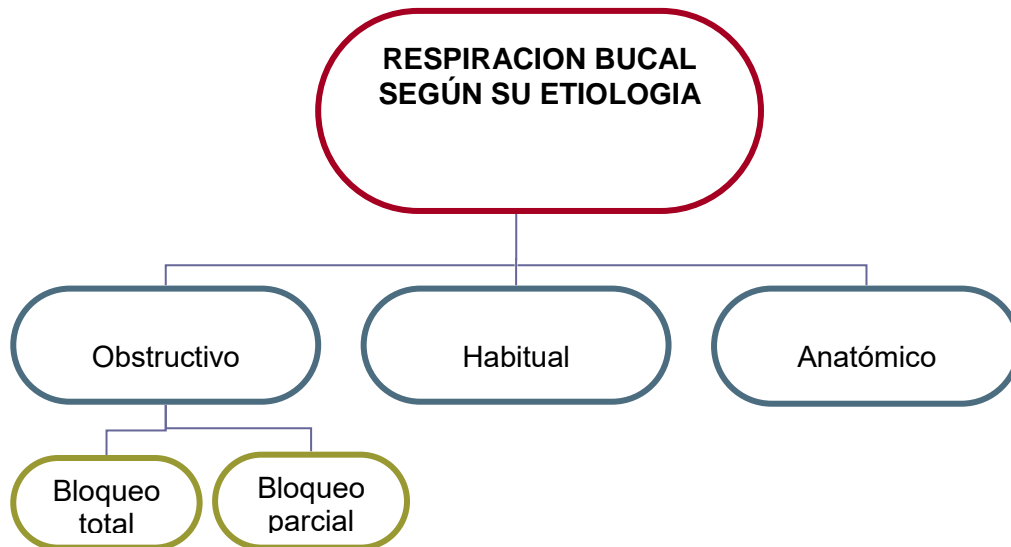 RESPIRACION BUCAL
SEGÚN SU ETIOLOGIA
Obstructivo
Habitual
Anatómico
Bloqueo
total
Bloqueo
parcial